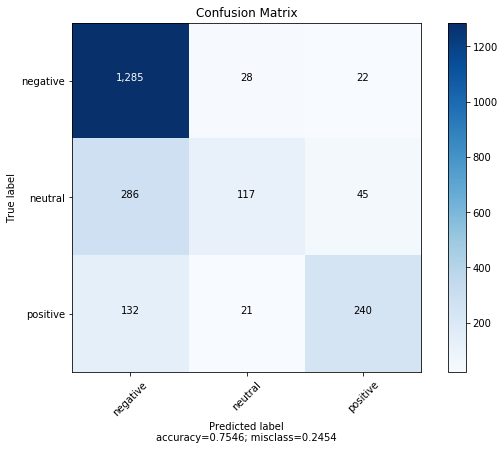 Confusion Matrix
negative 1,285 28 22
neutral 286 117 45
positive 132 21 240
True label
negative neutral positive
Predicted label
accuracy=0.7546; misclass=0.2454
1200
1000
800
600
400
200